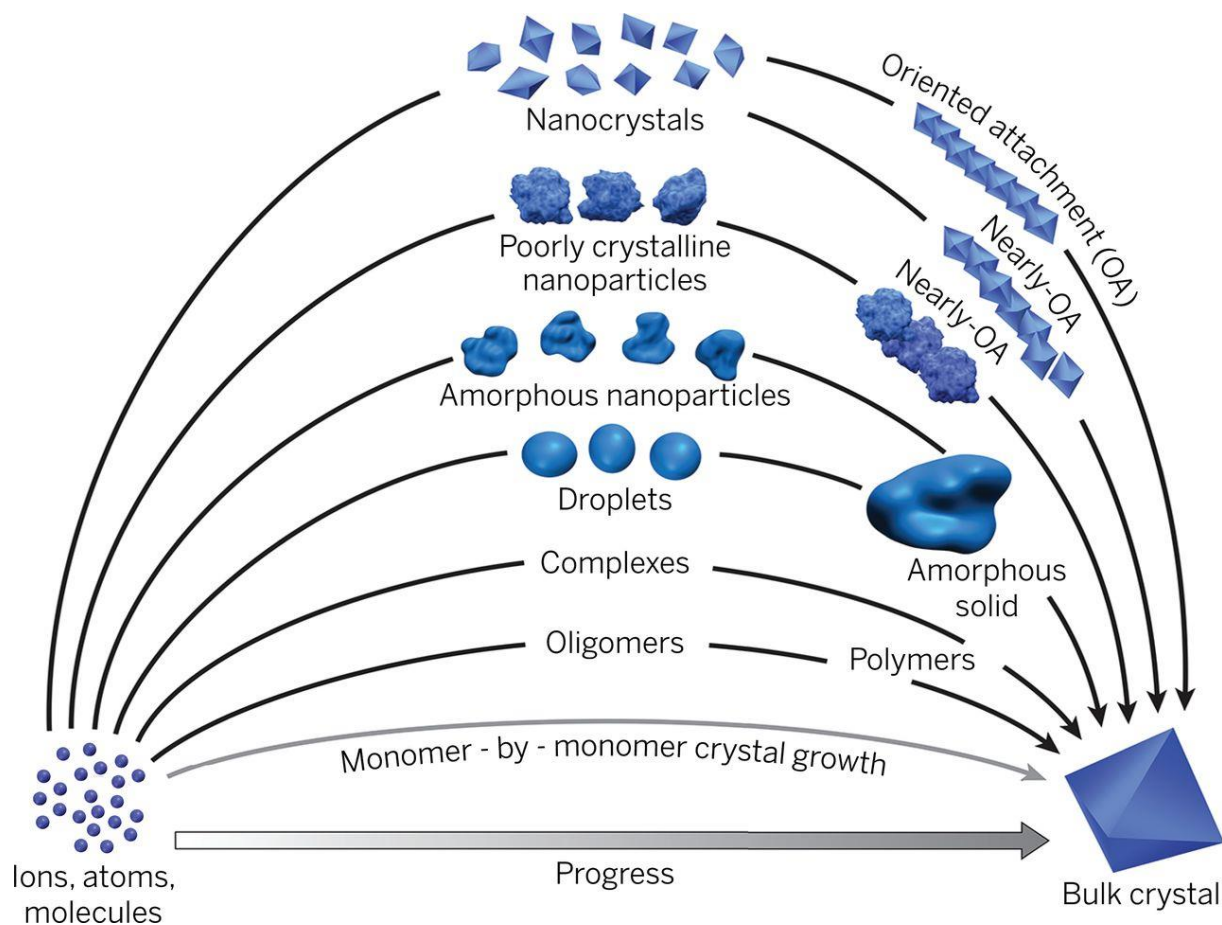 Nanocrystals
Oriented attachment (OA)
Nearly-OA
Poorly crystalline
nanoparticles
Nearly-OA
Amorphous nanoparticles
Droplets
Amorphous
solid
Complexes
Oligomers
Polymers
Monomer - by - monomer crystal growth
Progress
Ions, atoms,
molecules
Bulk crystal